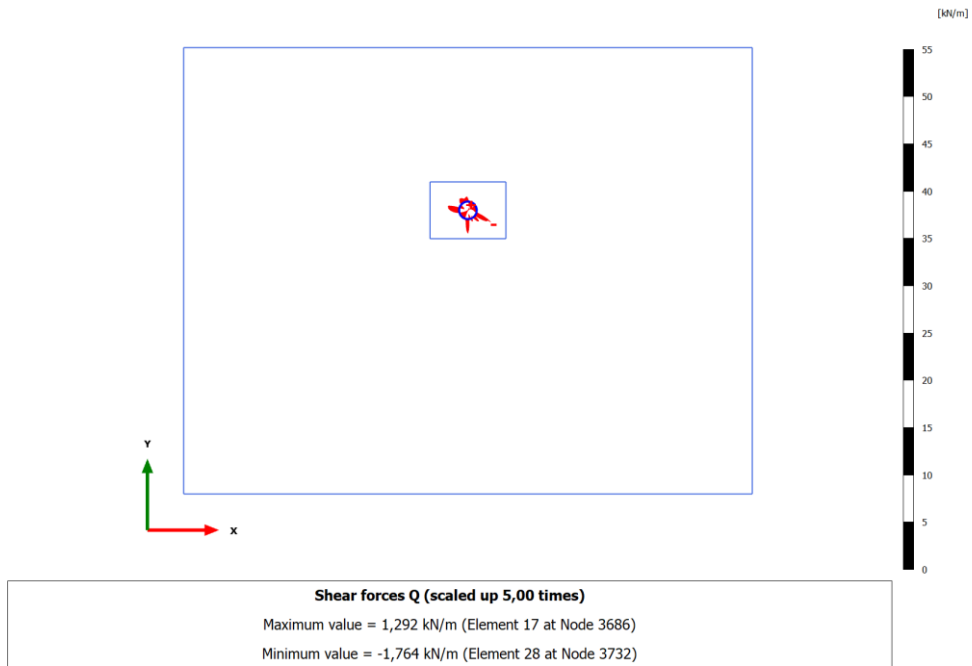 [kN/m]
55
50
45
40
35
30
25
20
15
10
5
0
Y
X
Shear forces Q (scaled up 5,00 times)
Maximum value = 1,292 kN/m (Element 17 at Node 3686)
Minimum value = -1,764 kN/m (Element 28 at Node 3732)